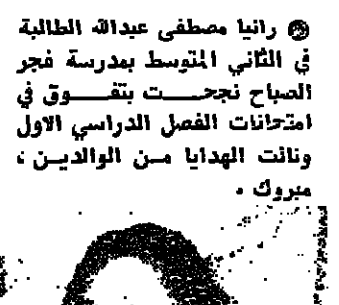 رانيا مصطفى عبدالله الطالبة
في الثاني المتوسط بمدرسة فجر
الصباح نجحت بتفوق في
امتحانات الفصل الدراسي الاول
ونالت الهدايا من الوالدين ،
مبروك .